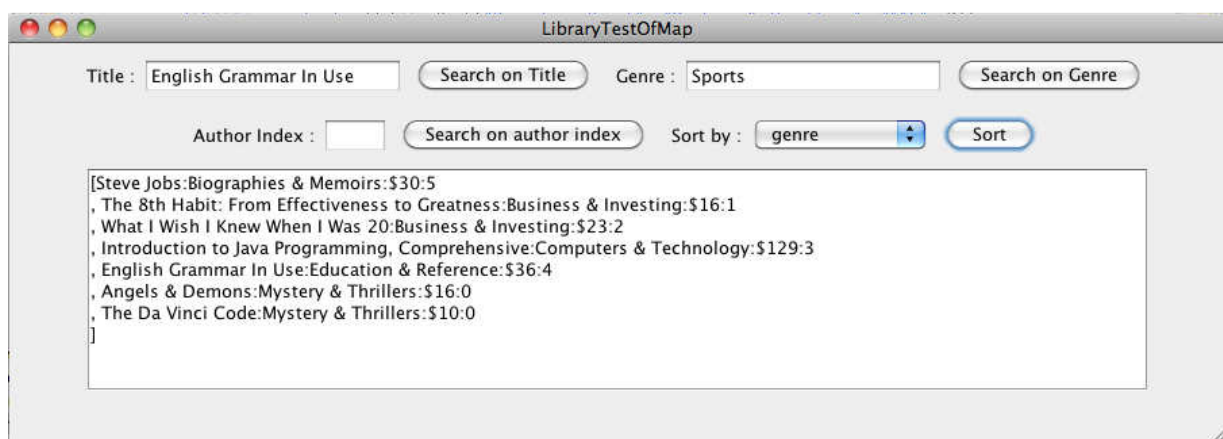 LibraryTestOfMap
Title : English Grammar In Use Search on Title Genre : Sports Search on Genre
Author Index : Search on author index Sort by : genre Sort
[Steve Jobs:Biographies & Memoirs:$30:5
, The 8th Habit: From Effectiveness to Greatness:Business & Investing:$16:1
, What I Wish I Knew When I Was 20:Business & Investing:$23:2
, Introduction to Java Programming, Comprehensive:Computers & Technology:$129:3
, English Grammar In Use:Education & Reference:$36:4
, Angels & Demons:Mystery & Thrillers:$16:0
, The Da Vinci Code:Mystery & Thrillers:$10:0
]